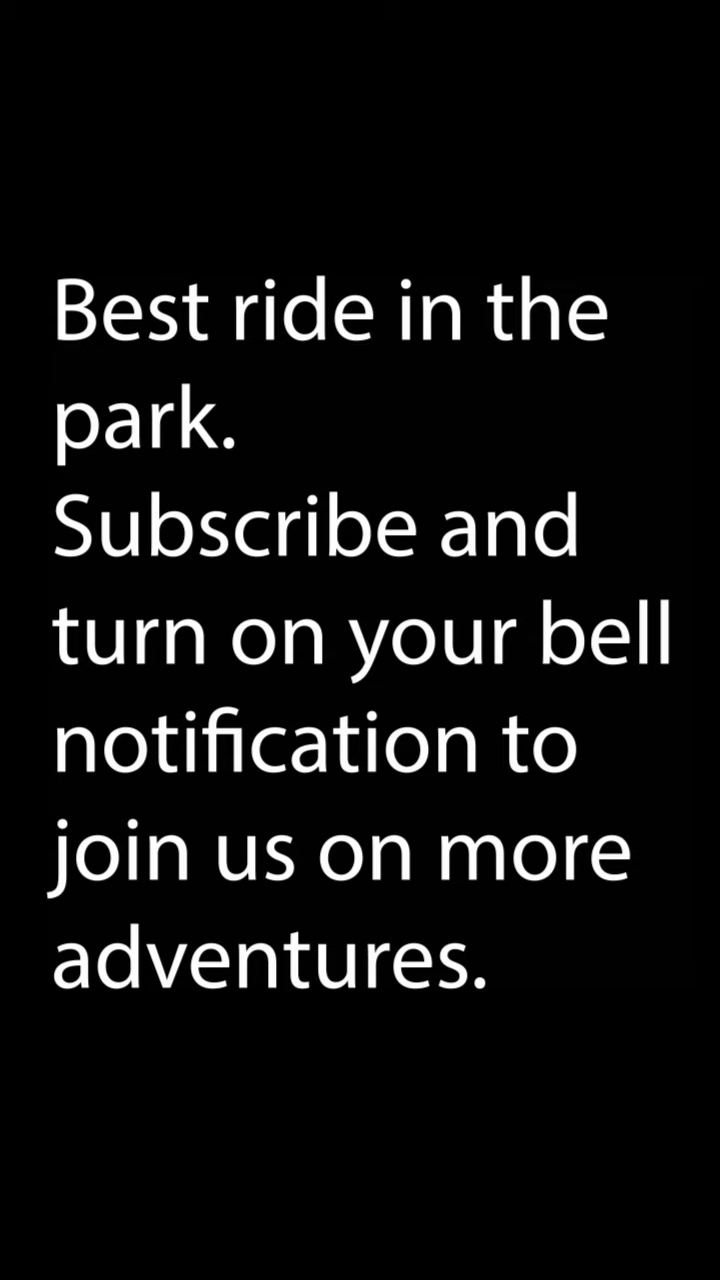 Best ride in the
park.
Subscribe and
turn on your bell
notification to
join us on more
adventures.